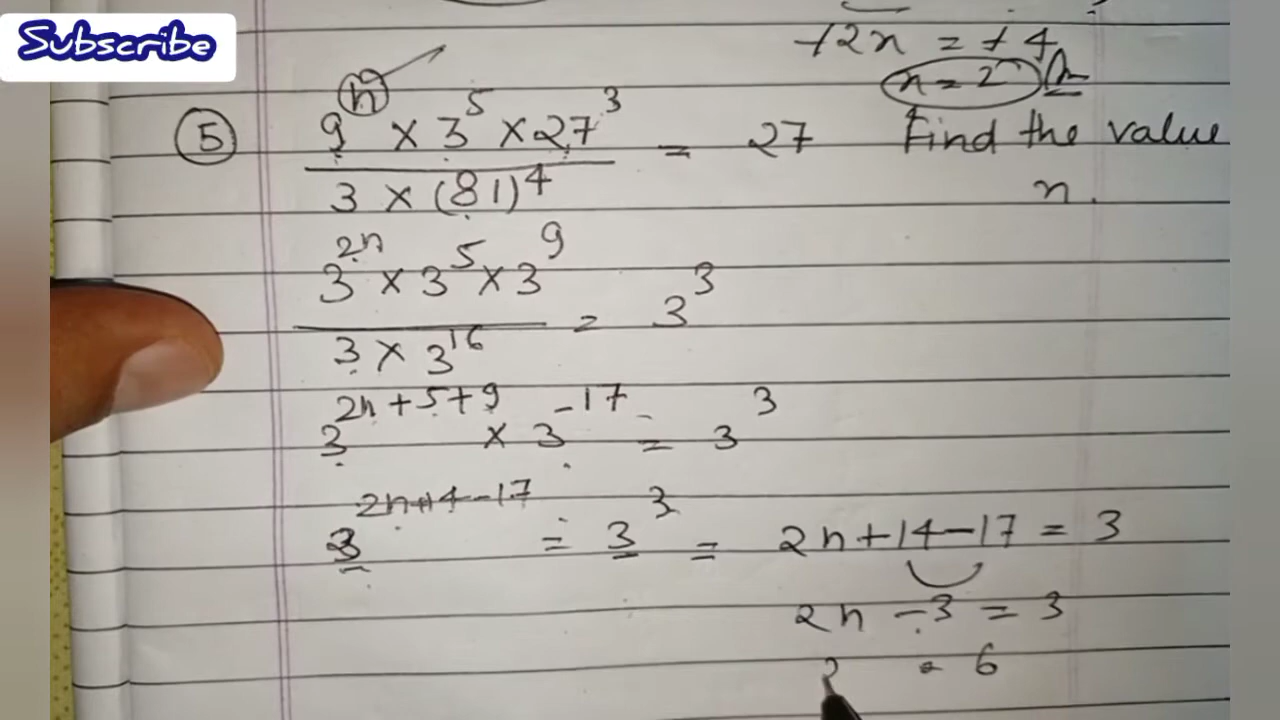 Subscribe
-2n = -4
n = 2
5 9^n × 3^5 × 27^3 / 3 × (81)^4 = 27 Find the value n.
3^2n × 3^5 × 3^9 / 3 × 3^16 = 3^3
3^2n+5+9 × 3^-17 = 3^3
3^2n+14-17 = 3^3 = 2n+14-17 = 3
2n - 3 = 3
2 = 6